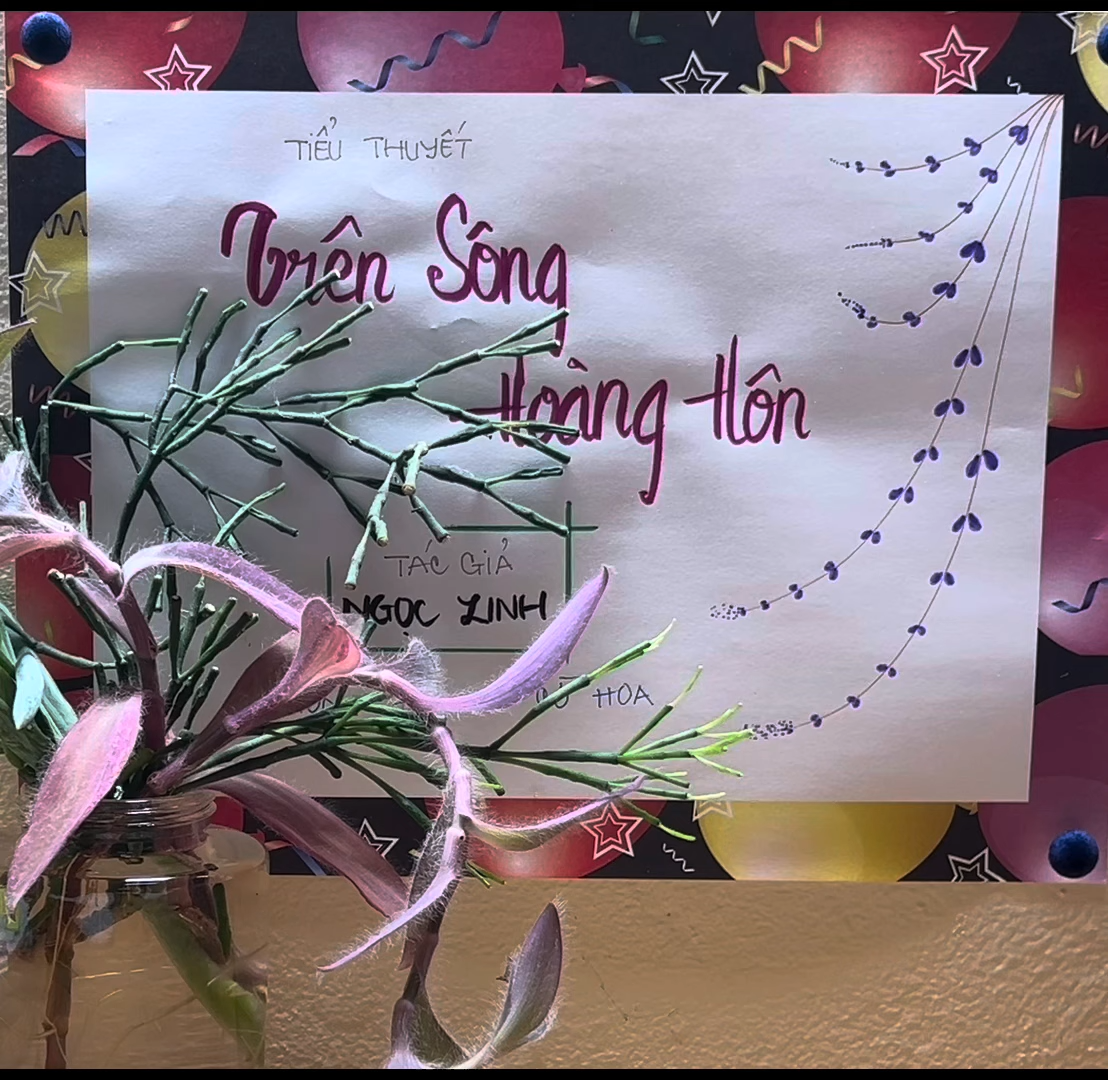 TIỂU THUYẾT
Trên Sông
Hoàng Hôn
TÁC GIẢ
NGỌC LINH
HOA